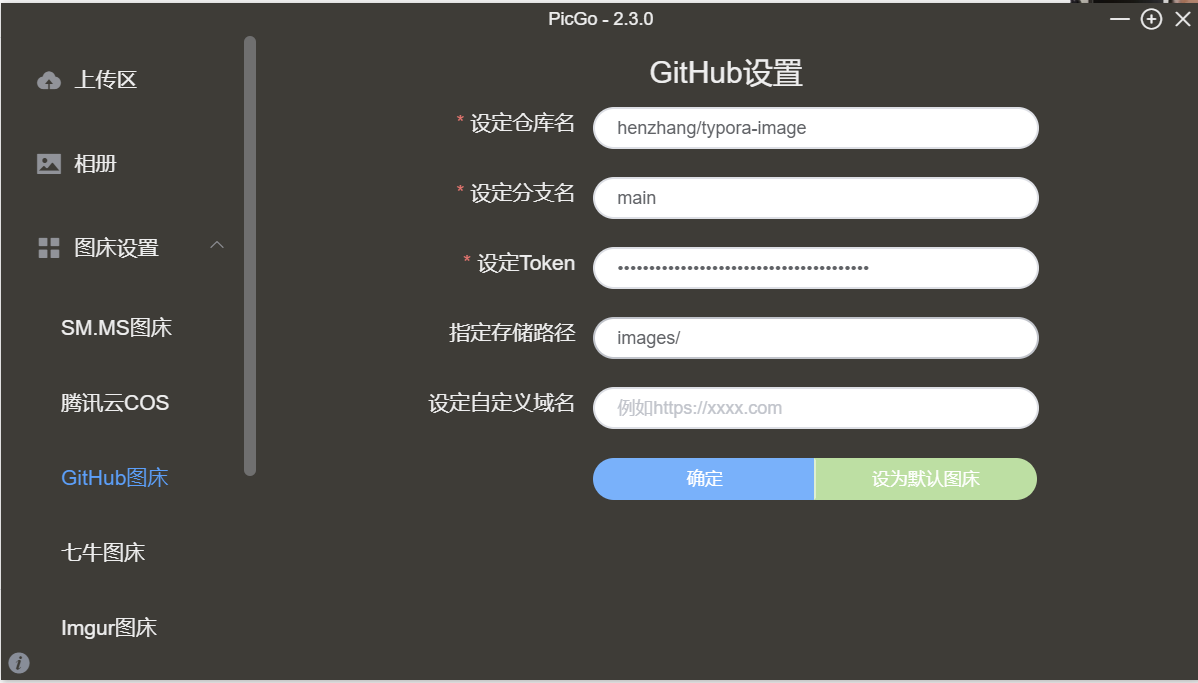 PicGo - 2.3.0
上传区
相册
图床设置
SM.MS图床
腾讯云COS
GitHub图床
七牛图床
Imgur图床
GitHub设置
* 设定仓库名
henzhang/typora-image
* 设定分支名
main
* 设定Token
••••••••••••••••••••••••••••••••••••••••
指定存储路径
images/
设定自定义域名
例如https://xxxx.com
确定
设为默认图床